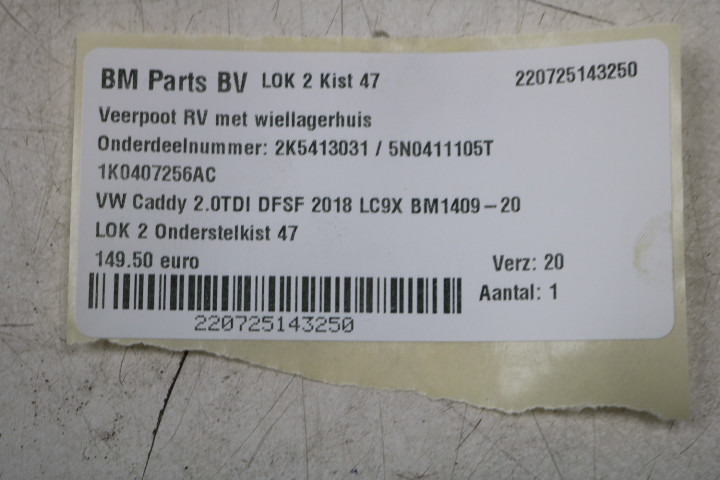 BM Parts BV LOK 2 Kist 47 220725143250
Veerpoot RV met wiellagerhuis
Onderdeelnummer: 2K5413031 / 5N0411105T
1K0407256AC
VW Caddy 2.0TDI DFSF 2018 LC9X BM1409-20
LOK 2 Onderstelkist 47
149.50 euro Verz: 20
Aantal: 1
220725143250